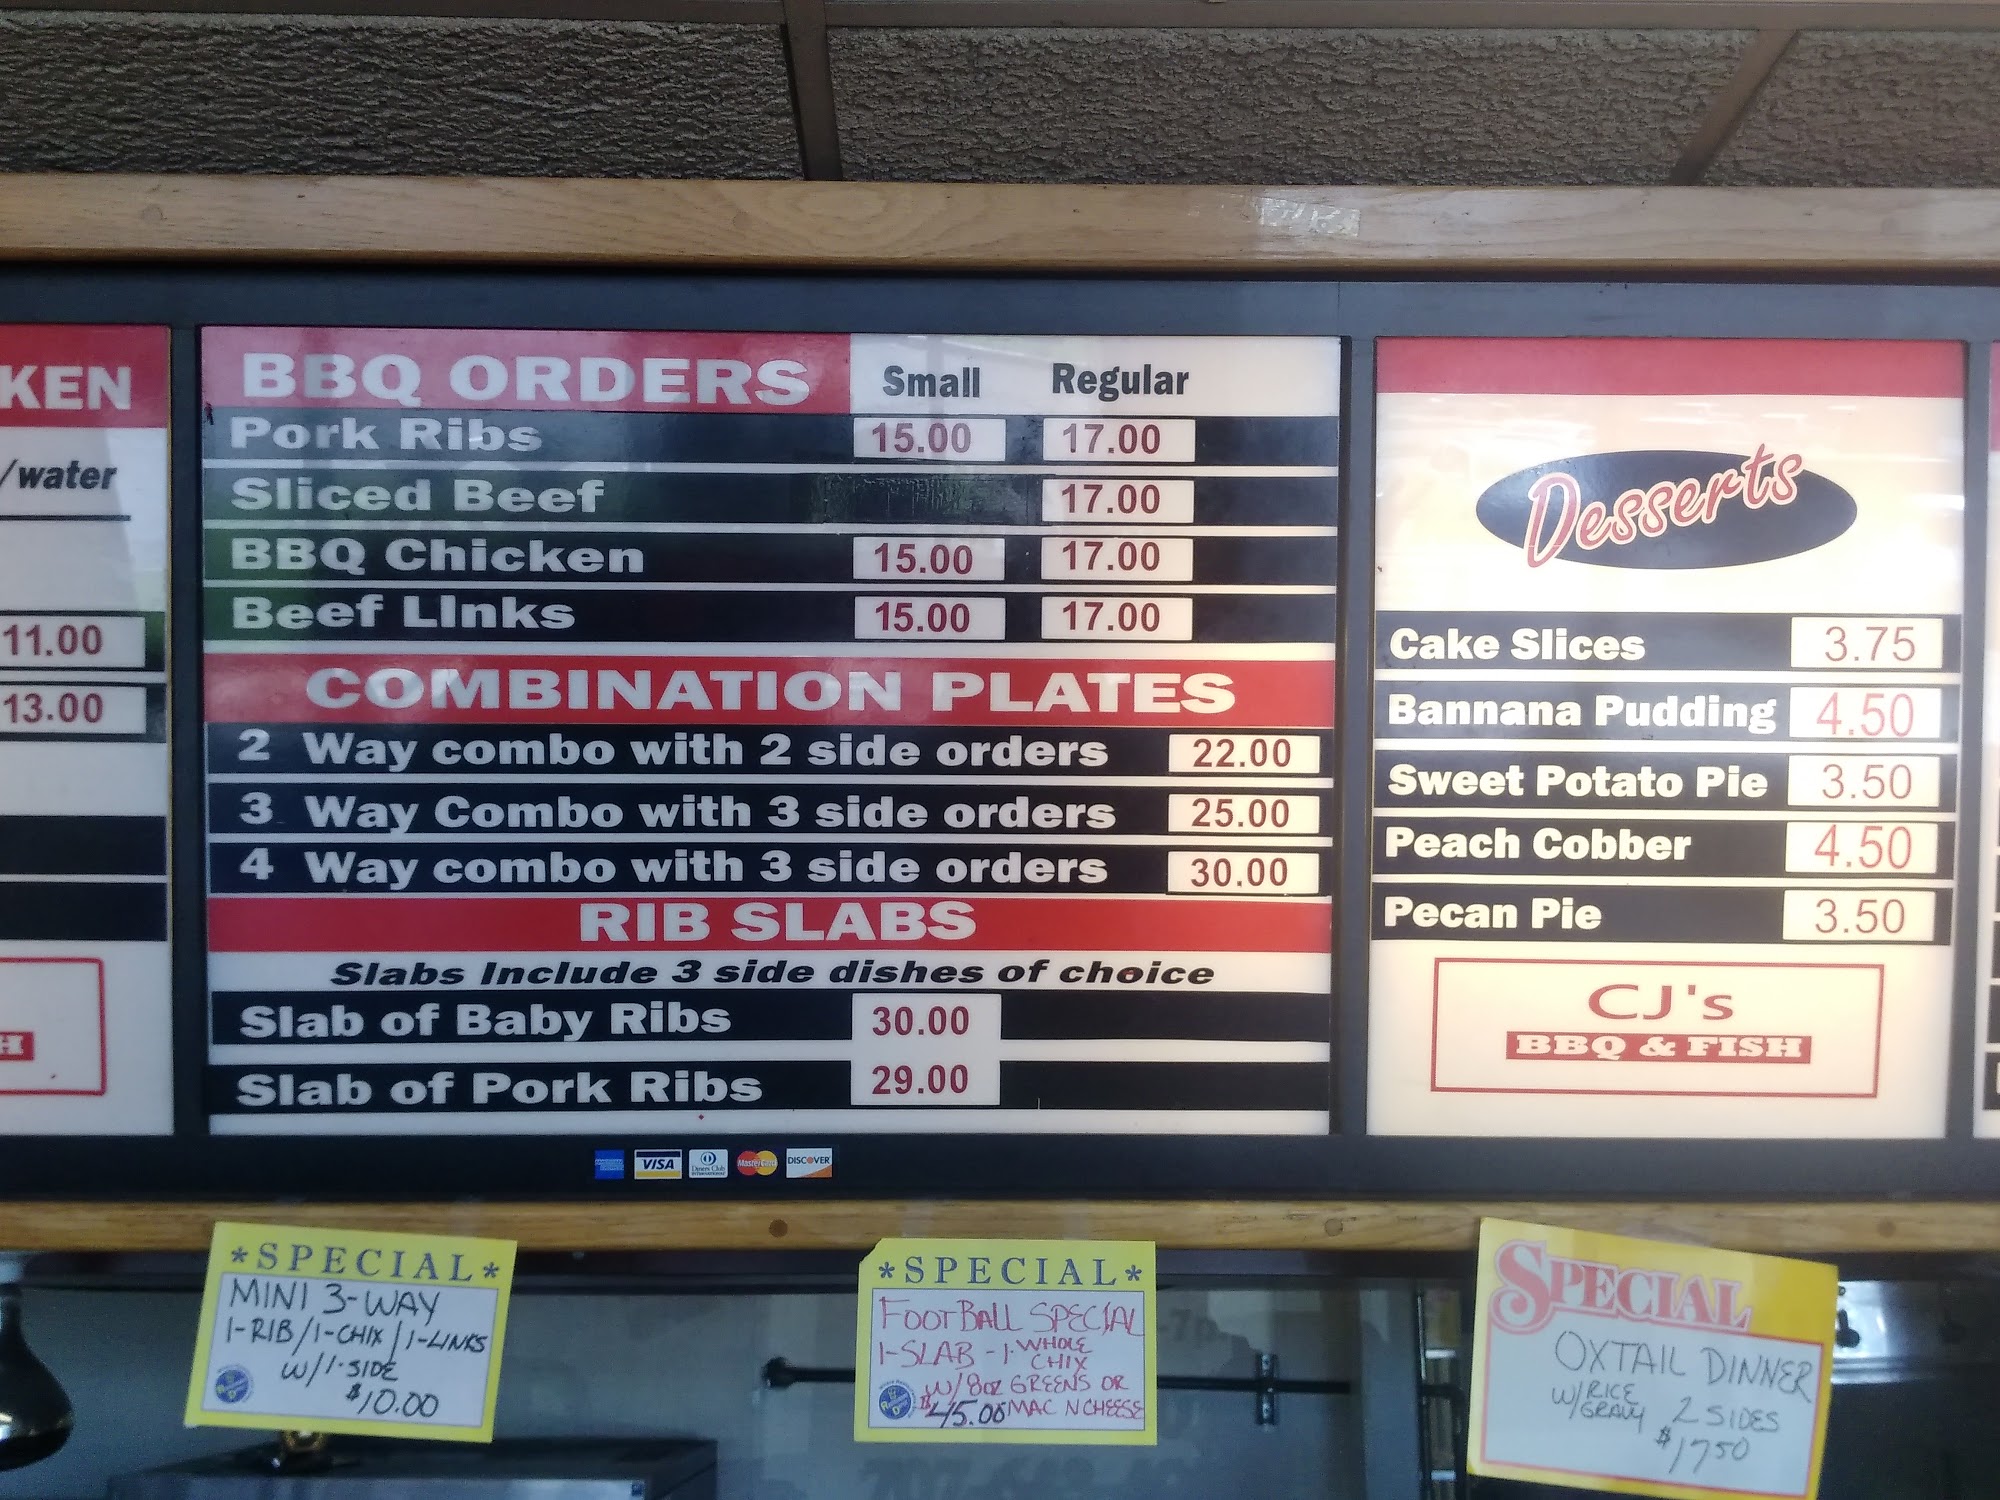 KEN
/water
11.00
13.00
H
BBQ ORDERS Small Regular
Pork Ribs 15.00 17.00
Sliced Beef 17.00
BBQ Chicken 15.00 17.00
Beef LInks 15.00 17.00
COMBINATION PLATES
2 Way combo with 2 side orders 22.00
3 Way Combo with 3 side orders 25.00
4 Way combo with 3 side orders 30.00
RIB SLABS
Slabs Include 3 side dishes of choice
Slab of Baby Ribs 30.00
Slab of Pork Ribs 29.00
VISA Diners Club MasterCard DISCOVER
Desserts
Cake Slices 3.75
Bannana Pudding 4.50
Sweet Potato Pie 3.50
Peach Cobber 4.50
Pecan Pie 3.50
CJ's
BBQ & FISH
*SPECIAL*
MINI 3-WAY
1-RIB/1-CHIX/1-LINKS
W/1-SIDE
$10.00
*SPECIAL*
FOOTBALL SPECIAL
1-SLAB - 1-WHOLE
CHIX
W/8oz GREENS OR
$45.00 MAC N CHEESE
SPECIAL
OXTAIL DINNER
W/RICE
W/GRAVY 2 SIDES
$1750